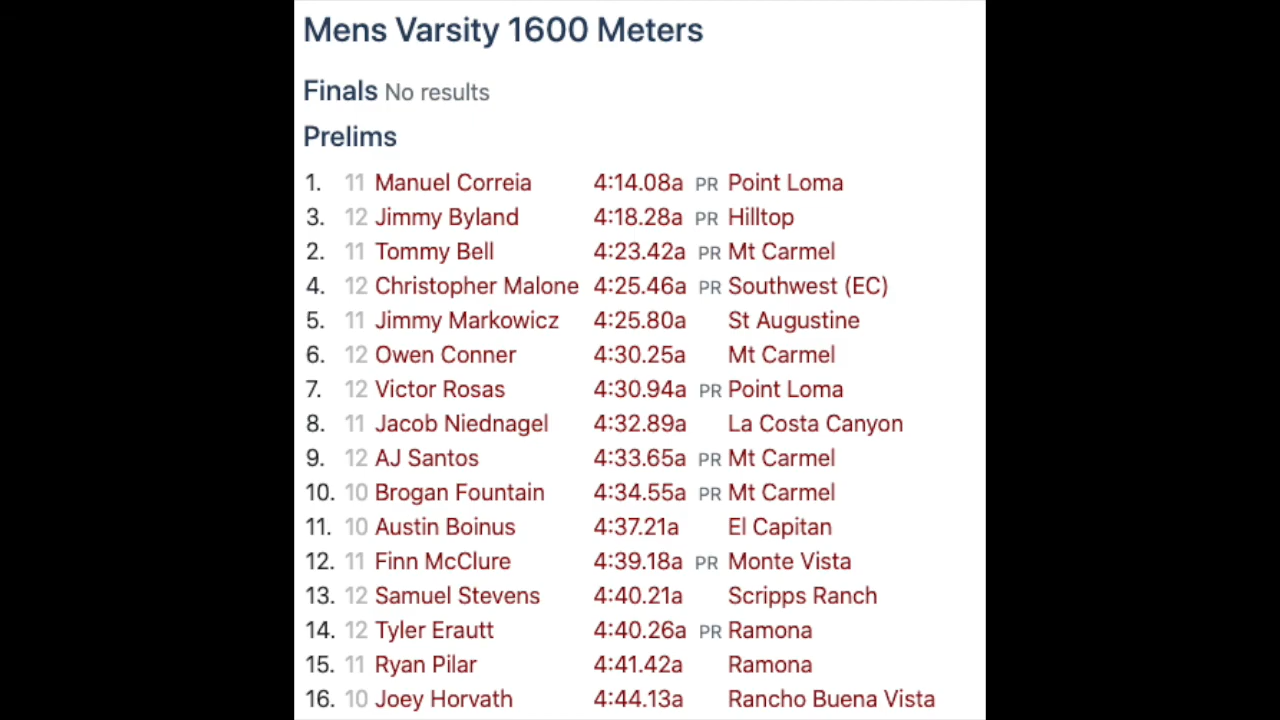 Mens Varsity 1600 Meters
Finals No results
Prelims
1. 11 Manuel Correia 4:14.08a PR Point Loma
3. 12 Jimmy Byland 4:18.28a PR Hilltop
2. 11 Tommy Bell 4:23.42a PR Mt Carmel
4. 12 Christopher Malone 4:25.46a PR Southwest (EC)
5. 11 Jimmy Markowicz 4:25.80a St Augustine
6. 12 Owen Conner 4:30.25a Mt Carmel
7. 12 Victor Rosas 4:30.94a PR Point Loma
8. 11 Jacob Niednagel 4:32.89a La Costa Canyon
9. 12 AJ Santos 4:33.65a PR Mt Carmel
10. 10 Brogan Fountain 4:34.55a PR Mt Carmel
11. 10 Austin Boinus 4:37.21a El Capitan
12. 11 Finn McClure 4:39.18a PR Monte Vista
13. 12 Samuel Stevens 4:40.21a Scripps Ranch
14. 12 Tyler Erautt 4:40.26a PR Ramona
15. 11 Ryan Pilar 4:41.42a Ramona
16. 10 Joey Horvath 4:44.13a Rancho Buena Vista